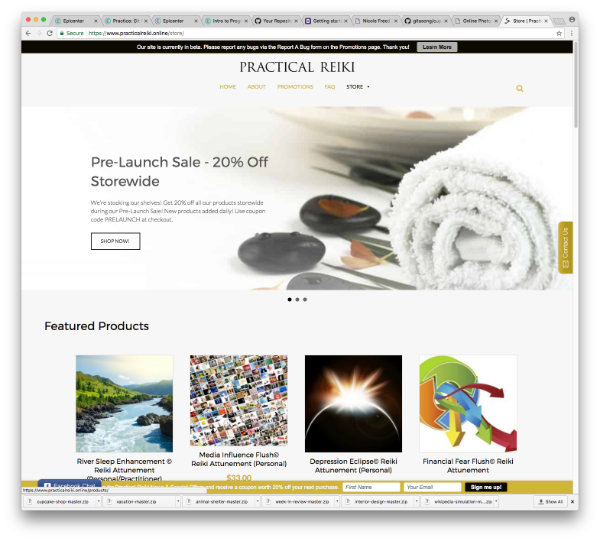 Epicenter
Practice: Di
Epicenter
Intro to Prog
Your Reposito
Getting start
Nicole Freed
Online Photo
Store | Practi
Secure
https://www.practicalreiki.online/store/
Our site is currently in beta. Please report any bugs via the Report A Bug form on the Promotions page. Thank you!
Learn More
PRACTICAL REIKI
HOME ABOUT PROMOTIONS FAQ STORE
Pre-Launch Sale - 20% Off
Storewide
We're stocking our shelves! Get 20% off all our products storewide
during our Pre-Launch Sale! New products added daily! Use coupon
code PRELAUNCH at checkout.
SHOP NOW!
Contact Us
Featured Products
River Sleep Enhancement ©
Reiki Attunement
(Personal/Practitioner)
Media Influence Flush©
Reiki Attunement (Personal)
$33.00
Depression Eclipse© Reiki
Attunement (Personal)
Financial Fear Flush© Reiki
Attunement
and receive a coupon worth 20% off your next purchase.
First Name
Your Email
Sign me up!
https://www.practicalreiki.online/products/
cupcake-shop-master.zip
vacation-master.zip
animal-shelter-master.zip
week-in-review-master.zip
interior-design-master.zip
wikipedia-simulation-m....zip
Show All